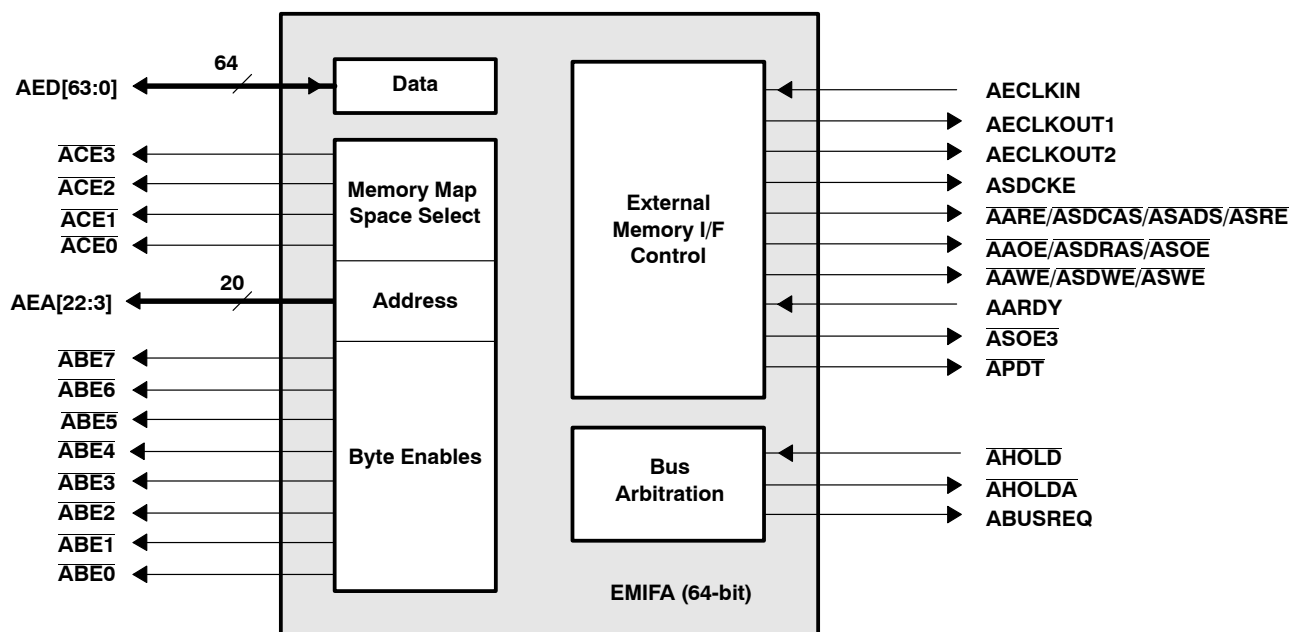 64
AED[63:0]
Data
ACE3
ACE2
ACE1
ACE0
Memory Map
Space Select
20
AEA[22:3]
Address
ABE7
ABE6
ABE5
ABE4
ABE3
ABE2
ABE1
ABE0
Byte Enables
External
Memory I/F
Control
AECLKIN
AECLKOUT1
AECLKOUT2
ASDCKE
AARE/ASDCAS/ASADS/ASRE
AAOE/ASDRAS/ASOE
AAWE/ASDWE/ASWE
AARDY
ASOE3
APDT
Bus
Arbitration
AHOLD
AHOLDA
ABUSREQ
EMIFA (64-bit)